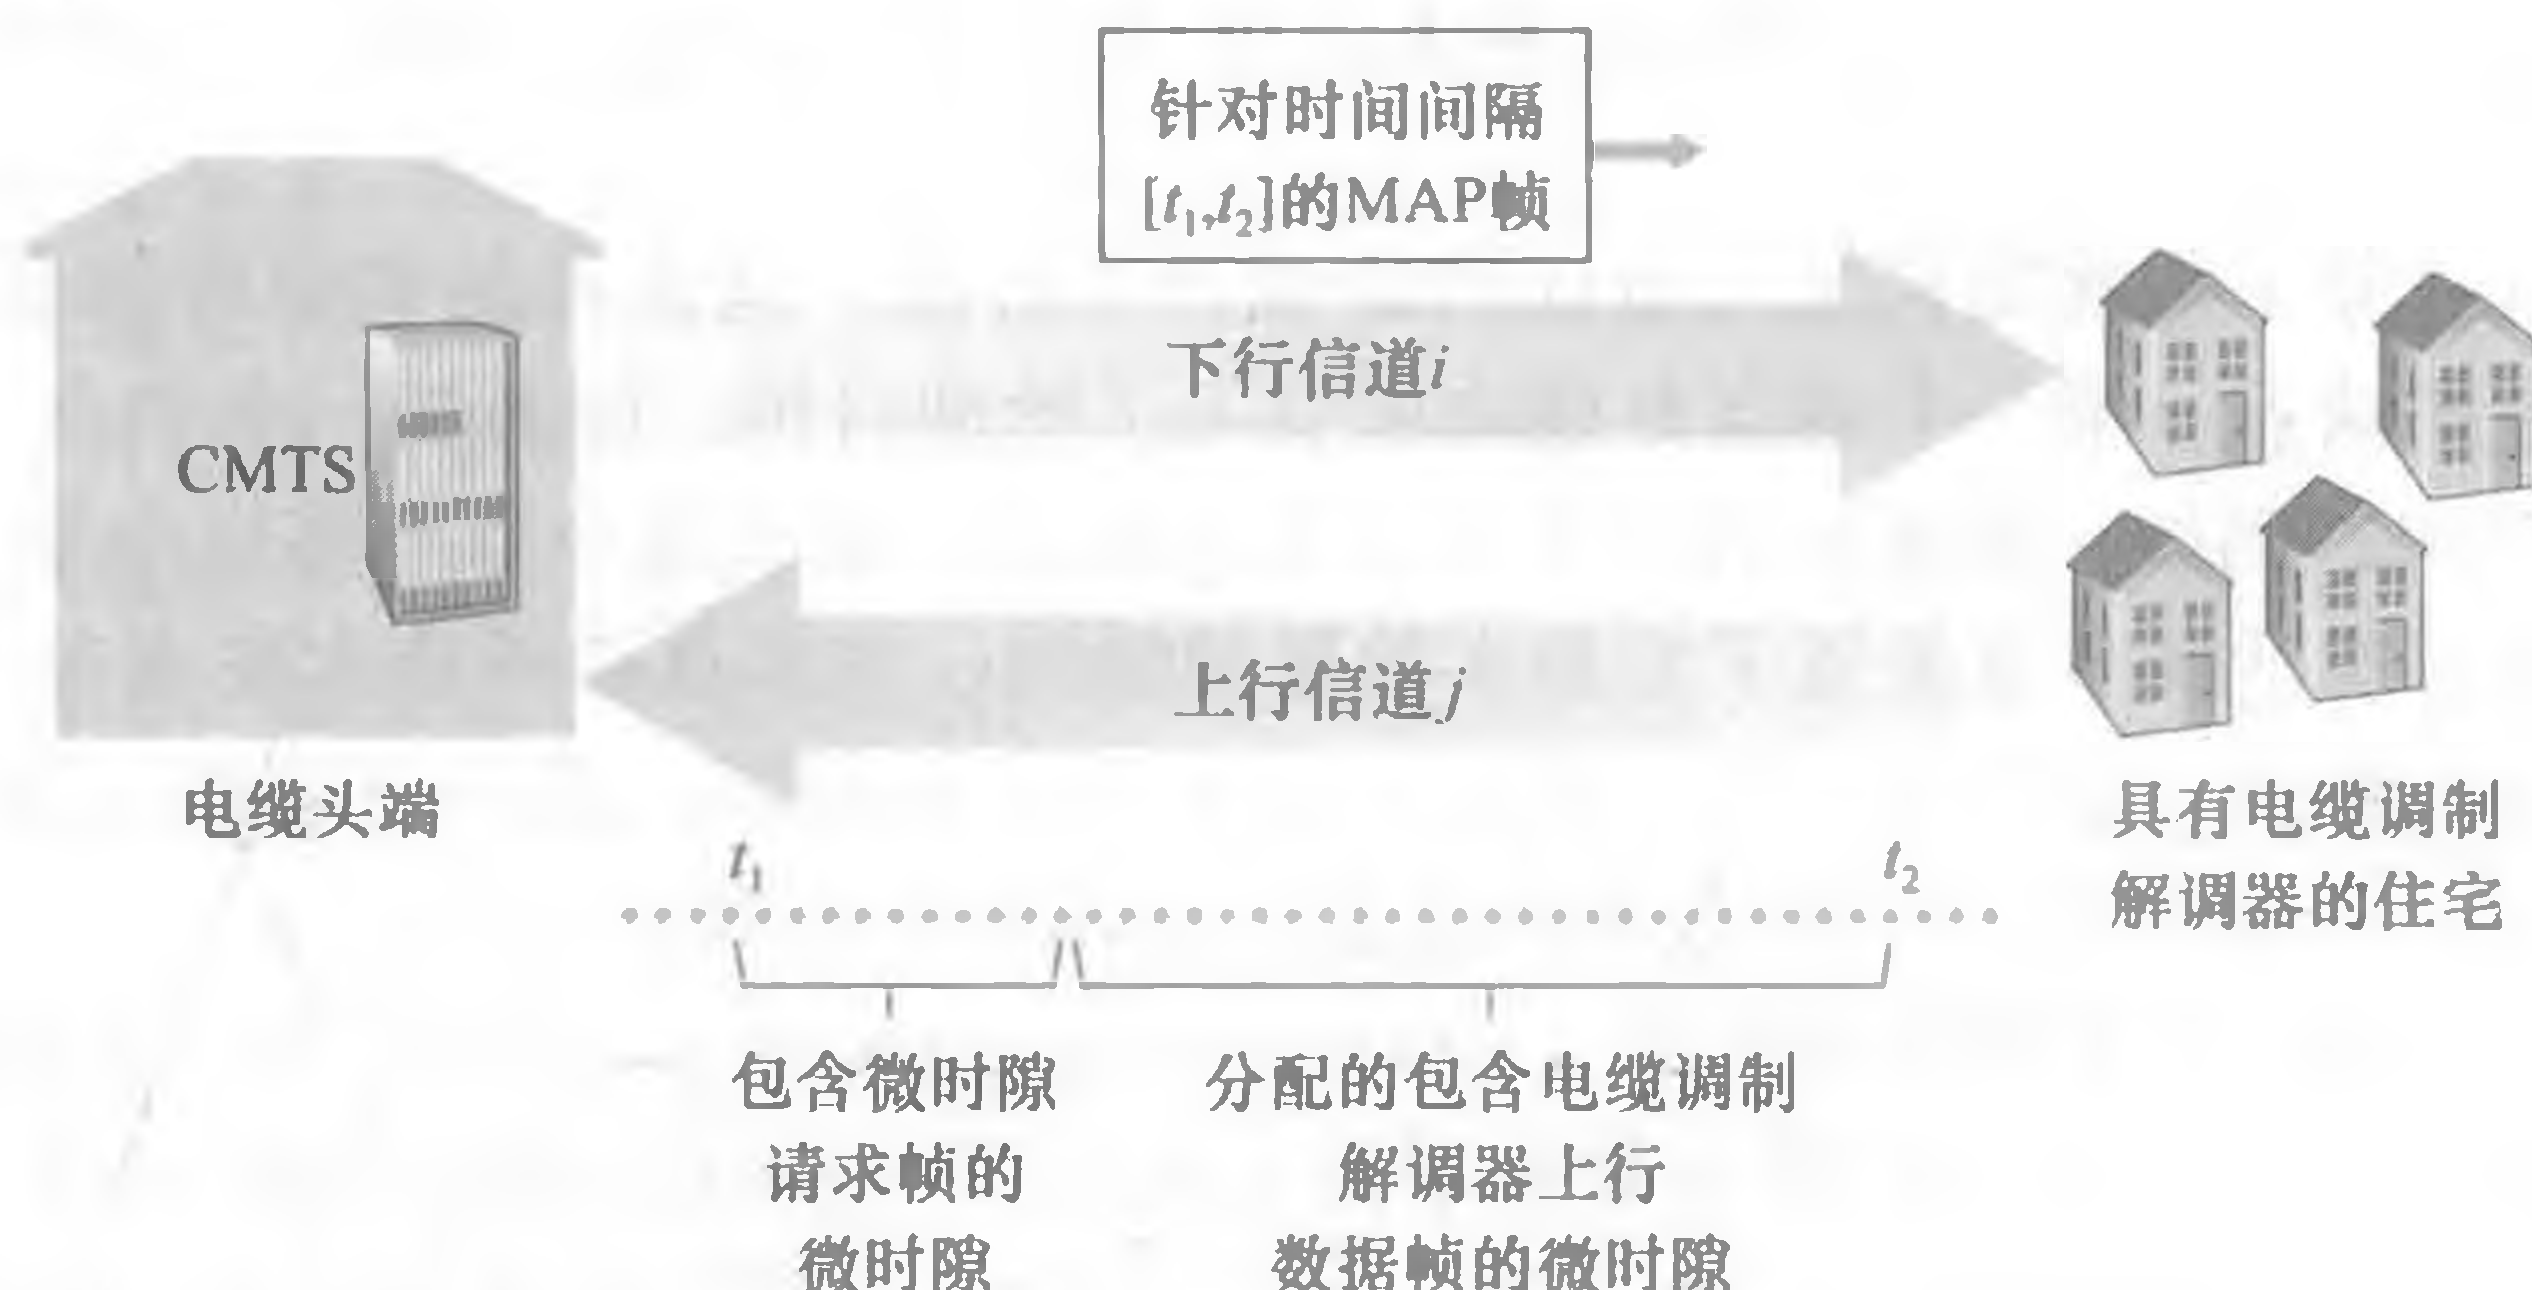 针对时间间隔
[t₁,t₂]的MAP帧
下行信道i
CMTS
上行信道j
电缆头端
具有电缆调制
解调器的住宅
t₁
t₂
包含微时隙
请求帧的
微时隙
分配的包含电缆调制
解调器上行
数据帧的微时隙